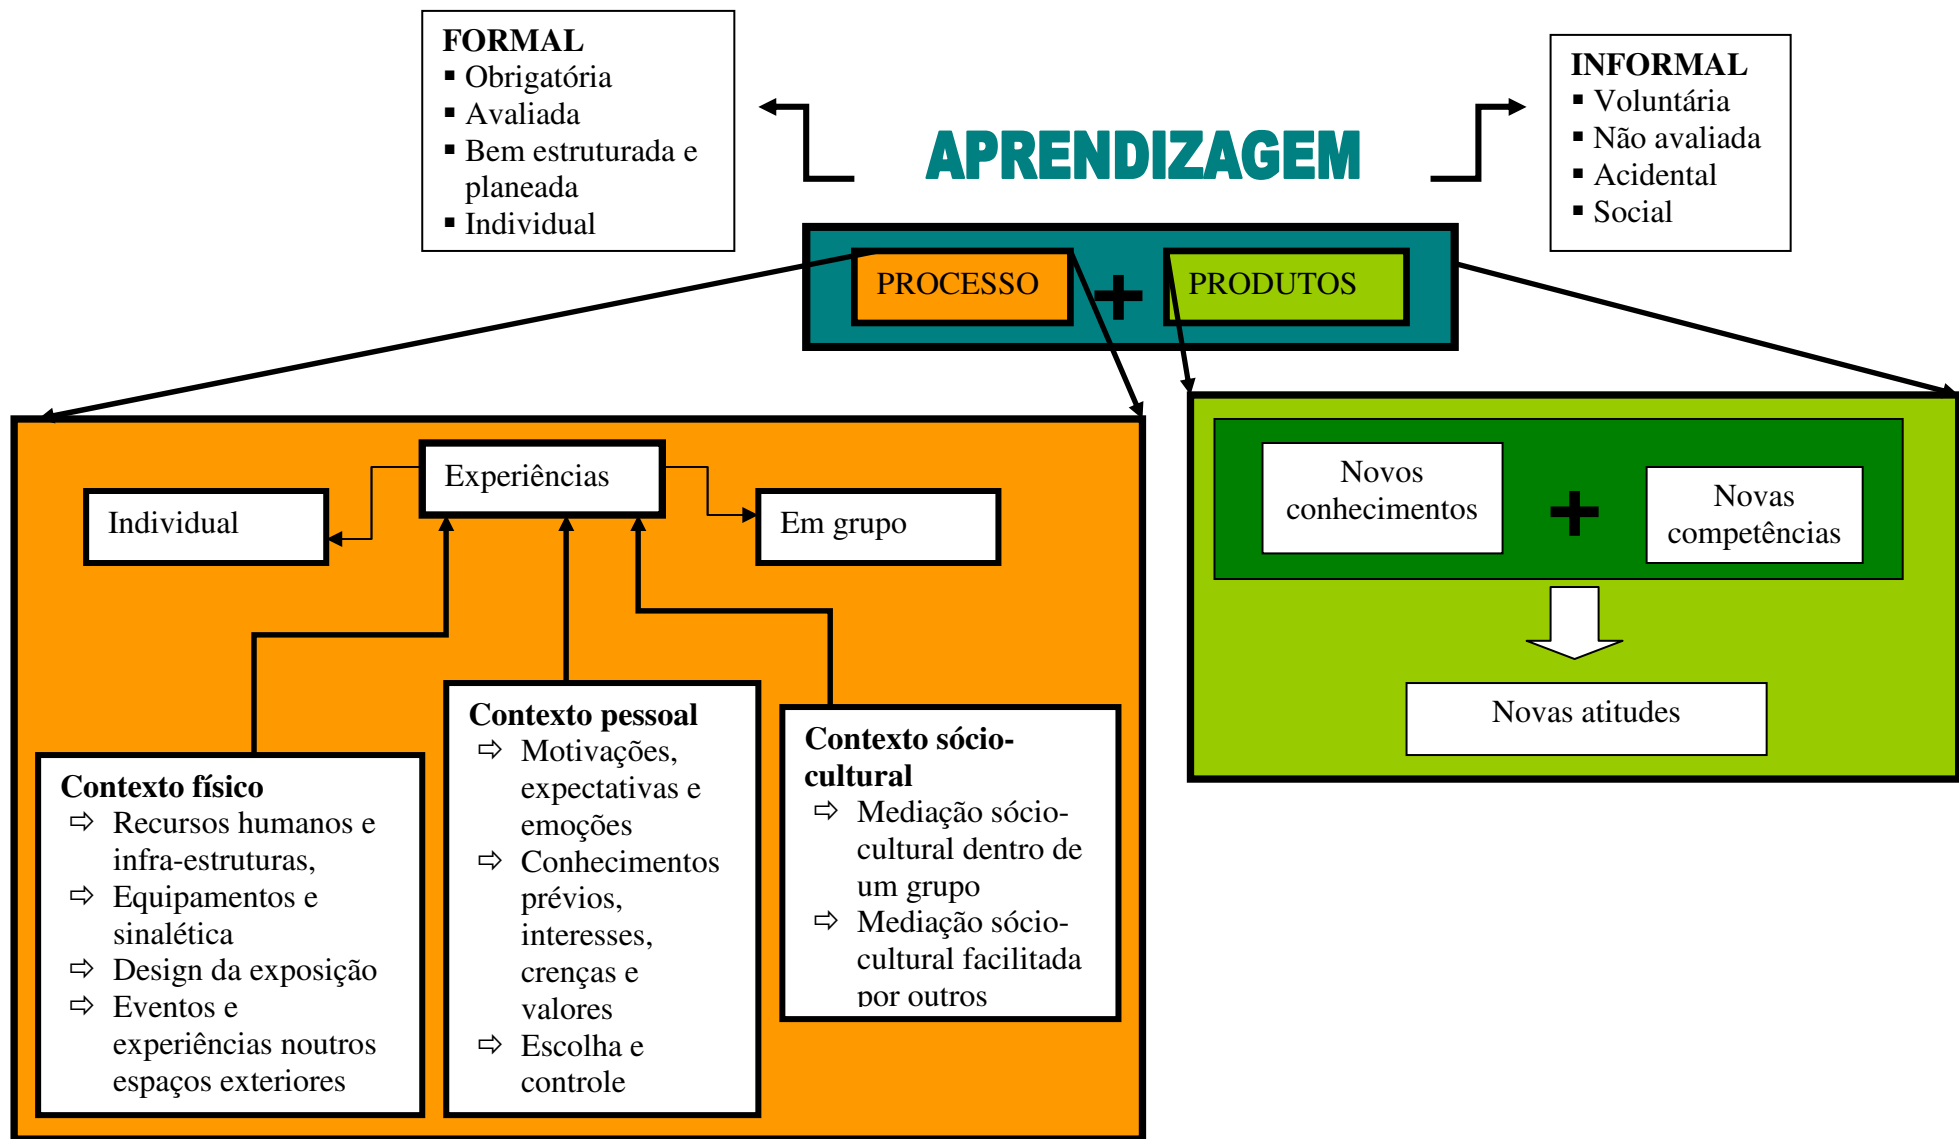 FORMAL
▪ Obrigatória
▪ Avaliada
▪ Bem estruturada e
planeada
▪ Individual
INFORMAL
▪ Voluntária
▪ Não avaliada
▪ Acidental
▪ Social
APRENDIZAGEM
PROCESSO + PRODUTOS
Experiências
Individual
Em grupo
Contexto físico
⇨ Recursos humanos e
infra-estruturas,
⇨ Equipamentos e
sinalética
⇨ Design da exposição
⇨ Eventos e
experiências noutros
espaços exteriores
Contexto pessoal
⇨ Motivações,
expectativas e
emoções
⇨ Conhecimentos
prévios,
interesses,
crenças e
valores
⇨ Escolha e
controle
Contexto sócio-
cultural
⇨ Mediação sócio-
cultural dentro de
um grupo
⇨ Mediação sócio-
cultural facilitada
por outros
Novos
conhecimentos
+
Novas
competências
Novas atitudes